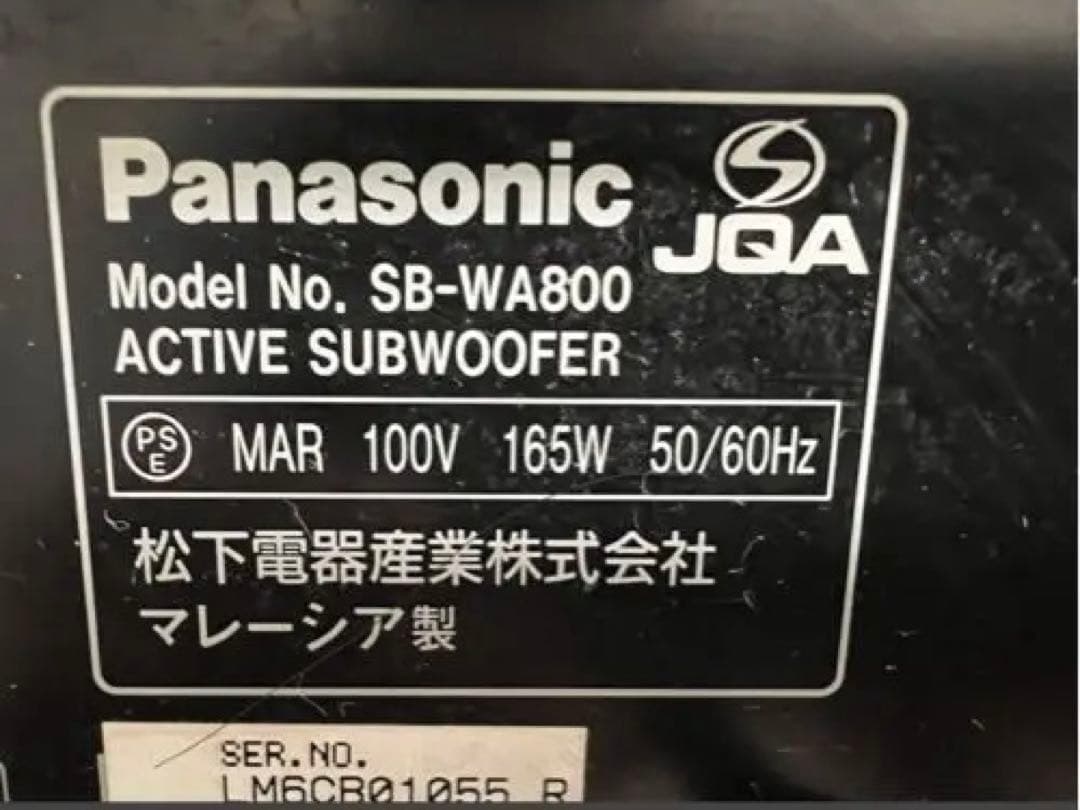 Panasonic
JQA
Model No. SB-WA800
ACTIVE SUBWOOFER
PSE MAR 100V 165W 50/60Hz
松下電器産業株式会社
マレーシア製
SER.NO.
LM6CB01055 R